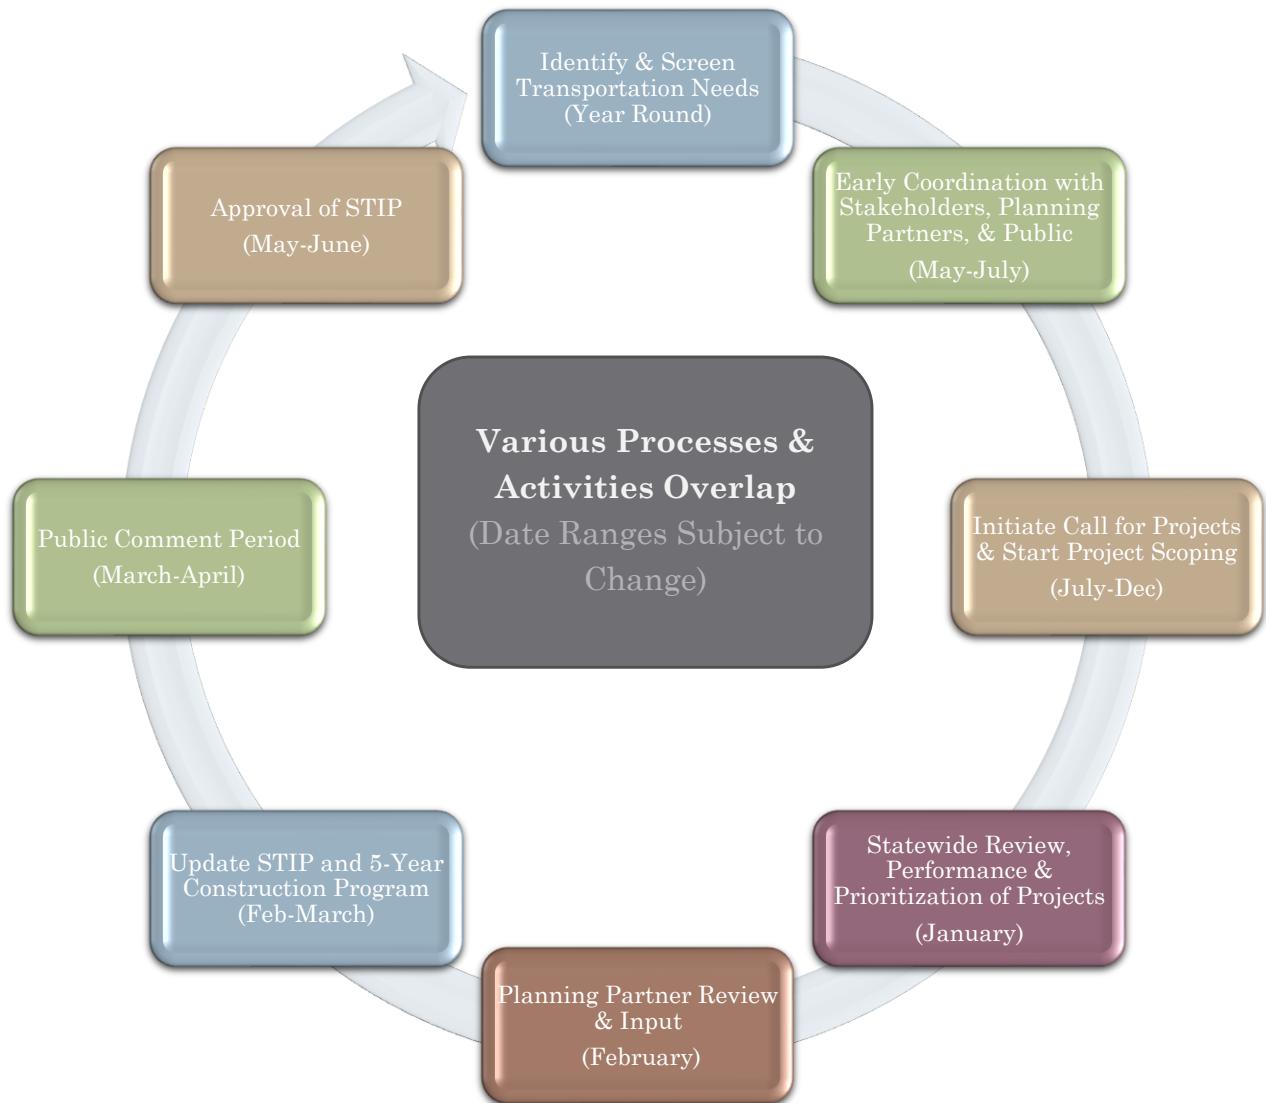 Identify & Screen
Transportation Needs
(Year Round)
Early Coordination with
Stakeholders, Planning
Partners, & Public
(May-July)
Initiate Call for Projects
& Start Project Scoping
(July-Dec)
Statewide Review,
Performance &
Prioritization of Projects
(January)
Planning Partner Review
& Input
(February)
Update STIP and 5-Year
Construction Program
(Feb-March)
Public Comment Period
(March-April)
Approval of STIP
(May-June)
Various Processes &
Activities Overlap
(Date Ranges Subject to
Change)